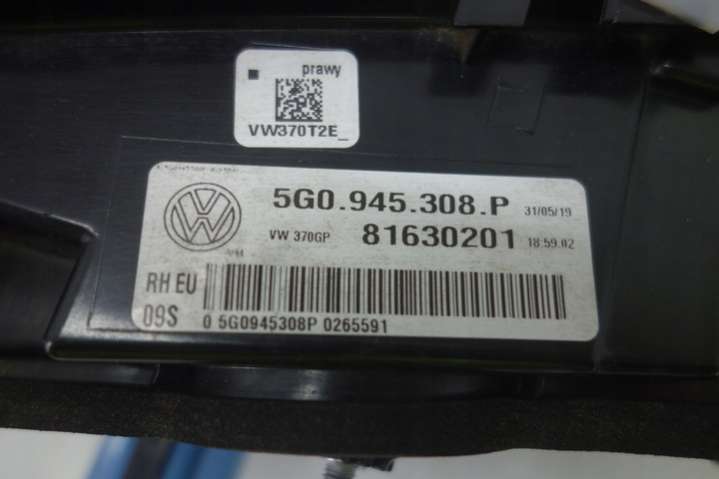 prawy
VW370T2E_
5G0.945.308.P 31/05/19
VW 370GP 81630201 18:59.02
RH EU
09S
0 5G0945308P 0265591